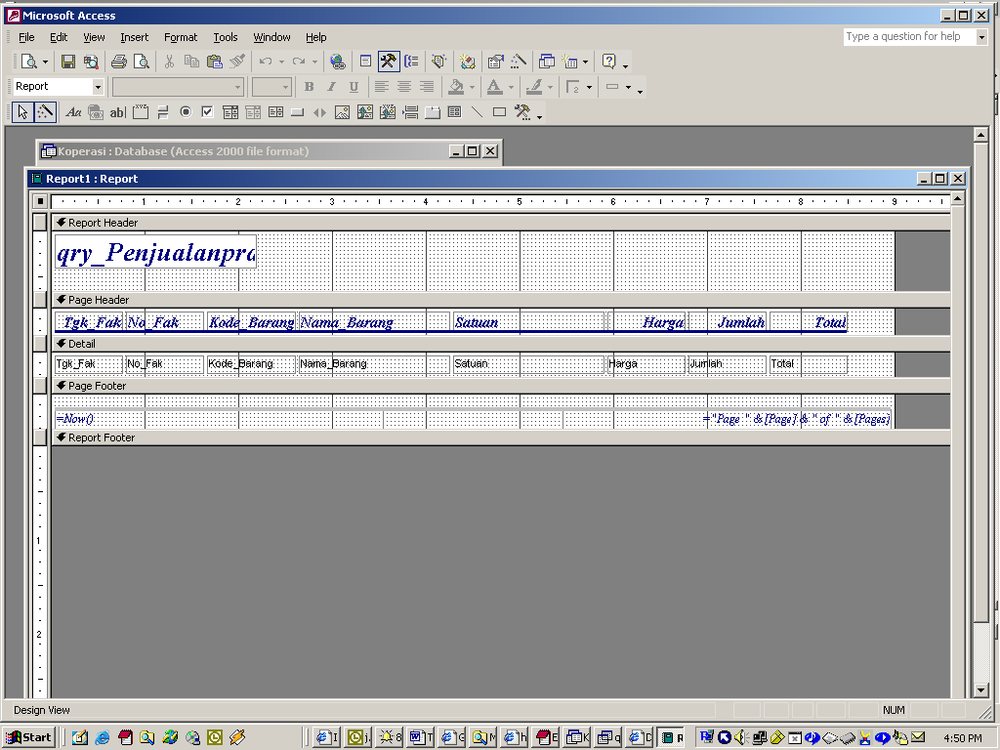 Microsoft Access
File Edit View Insert Format Tools Window Help
Type a question for help
Report
B I U
Aa ab|
Koperasi : Database (Access 2000 file format)
Report1 : Report
1 2 3 4 5 6 7 8 9
Report Header
qry_Penjualanpra
Page Header
Tgk_Fak No_Fak Kode_Barang Nama_Barang Satuan Harga Jumlah Total
Detail
Tgk_Fak No_Fak Kode_Barang Nama_Barang Satuan Harga Jumlah Total
Page Footer
=Now() ="Page " & [Page] & " of " & [Pages]
Report Footer
1
2
Design View NUM
Start 4:50 PM